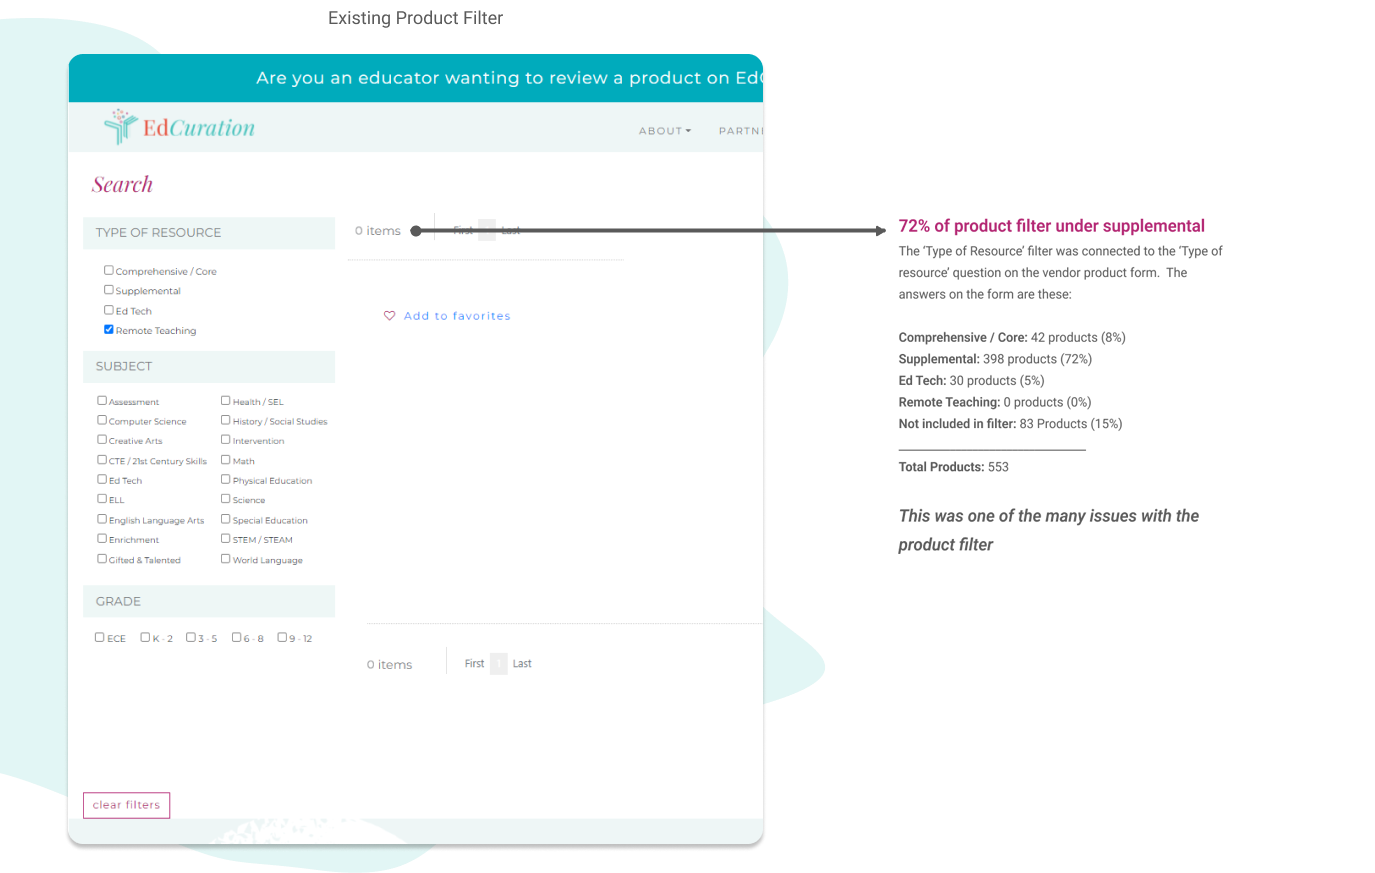 Existing Product Filter
Are you an educator wanting to review a product on Ed
EdCuration
ABOUT
PARTN
Search
TYPE OF RESOURCE
Comprehensive / Core
Supplemental
Ed Tech
Remote Teaching
SUBJECT
Assessment
Computer Science
Creative Arts
CTE / 21st Century Skills
Ed Tech
ELL
English Language Arts
Enrichment
Gifted & Talented
Health / SEL
History / Social Studies
Intervention
Math
Physical Education
Science
Special Education
STEM / STEAM
World Language
GRADE
ECE K - 2 3 - 5 6 - 8 9 - 12
clear filters
0 items First Last
Add to favorites
0 items First 1 Last
72% of product filter under supplemental
The ‘Type of Resource’ filter was connected to the ‘Type of
resource’ question on the vendor product form. The
answers on the form are these:
Comprehensive / Core: 42 products (8%)
Supplemental: 398 products (72%)
Ed Tech: 30 products (5%)
Remote Teaching: 0 products (0%)
Not included in filter: 83 Products (15%)
Total Products: 553
This was one of the many issues with the
product filter